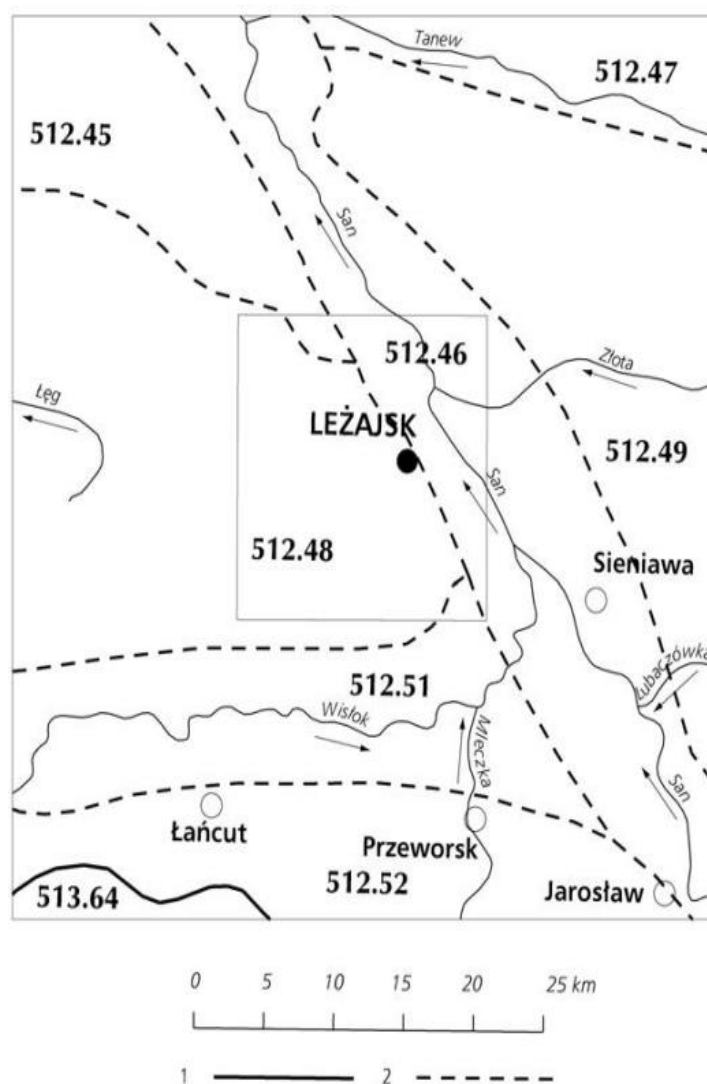 Tanew
512.47
512.45
San
512.46
Złota
Łęg
LEŻAJSK
512.49
San
512.48
Sieniawa
Lubaczówka
512.51
Wisłok
Mleczka
San
Łańcut
Przeworsk
512.52
Jarosław
513.64
0 5 10 15 20 25 km
1 2